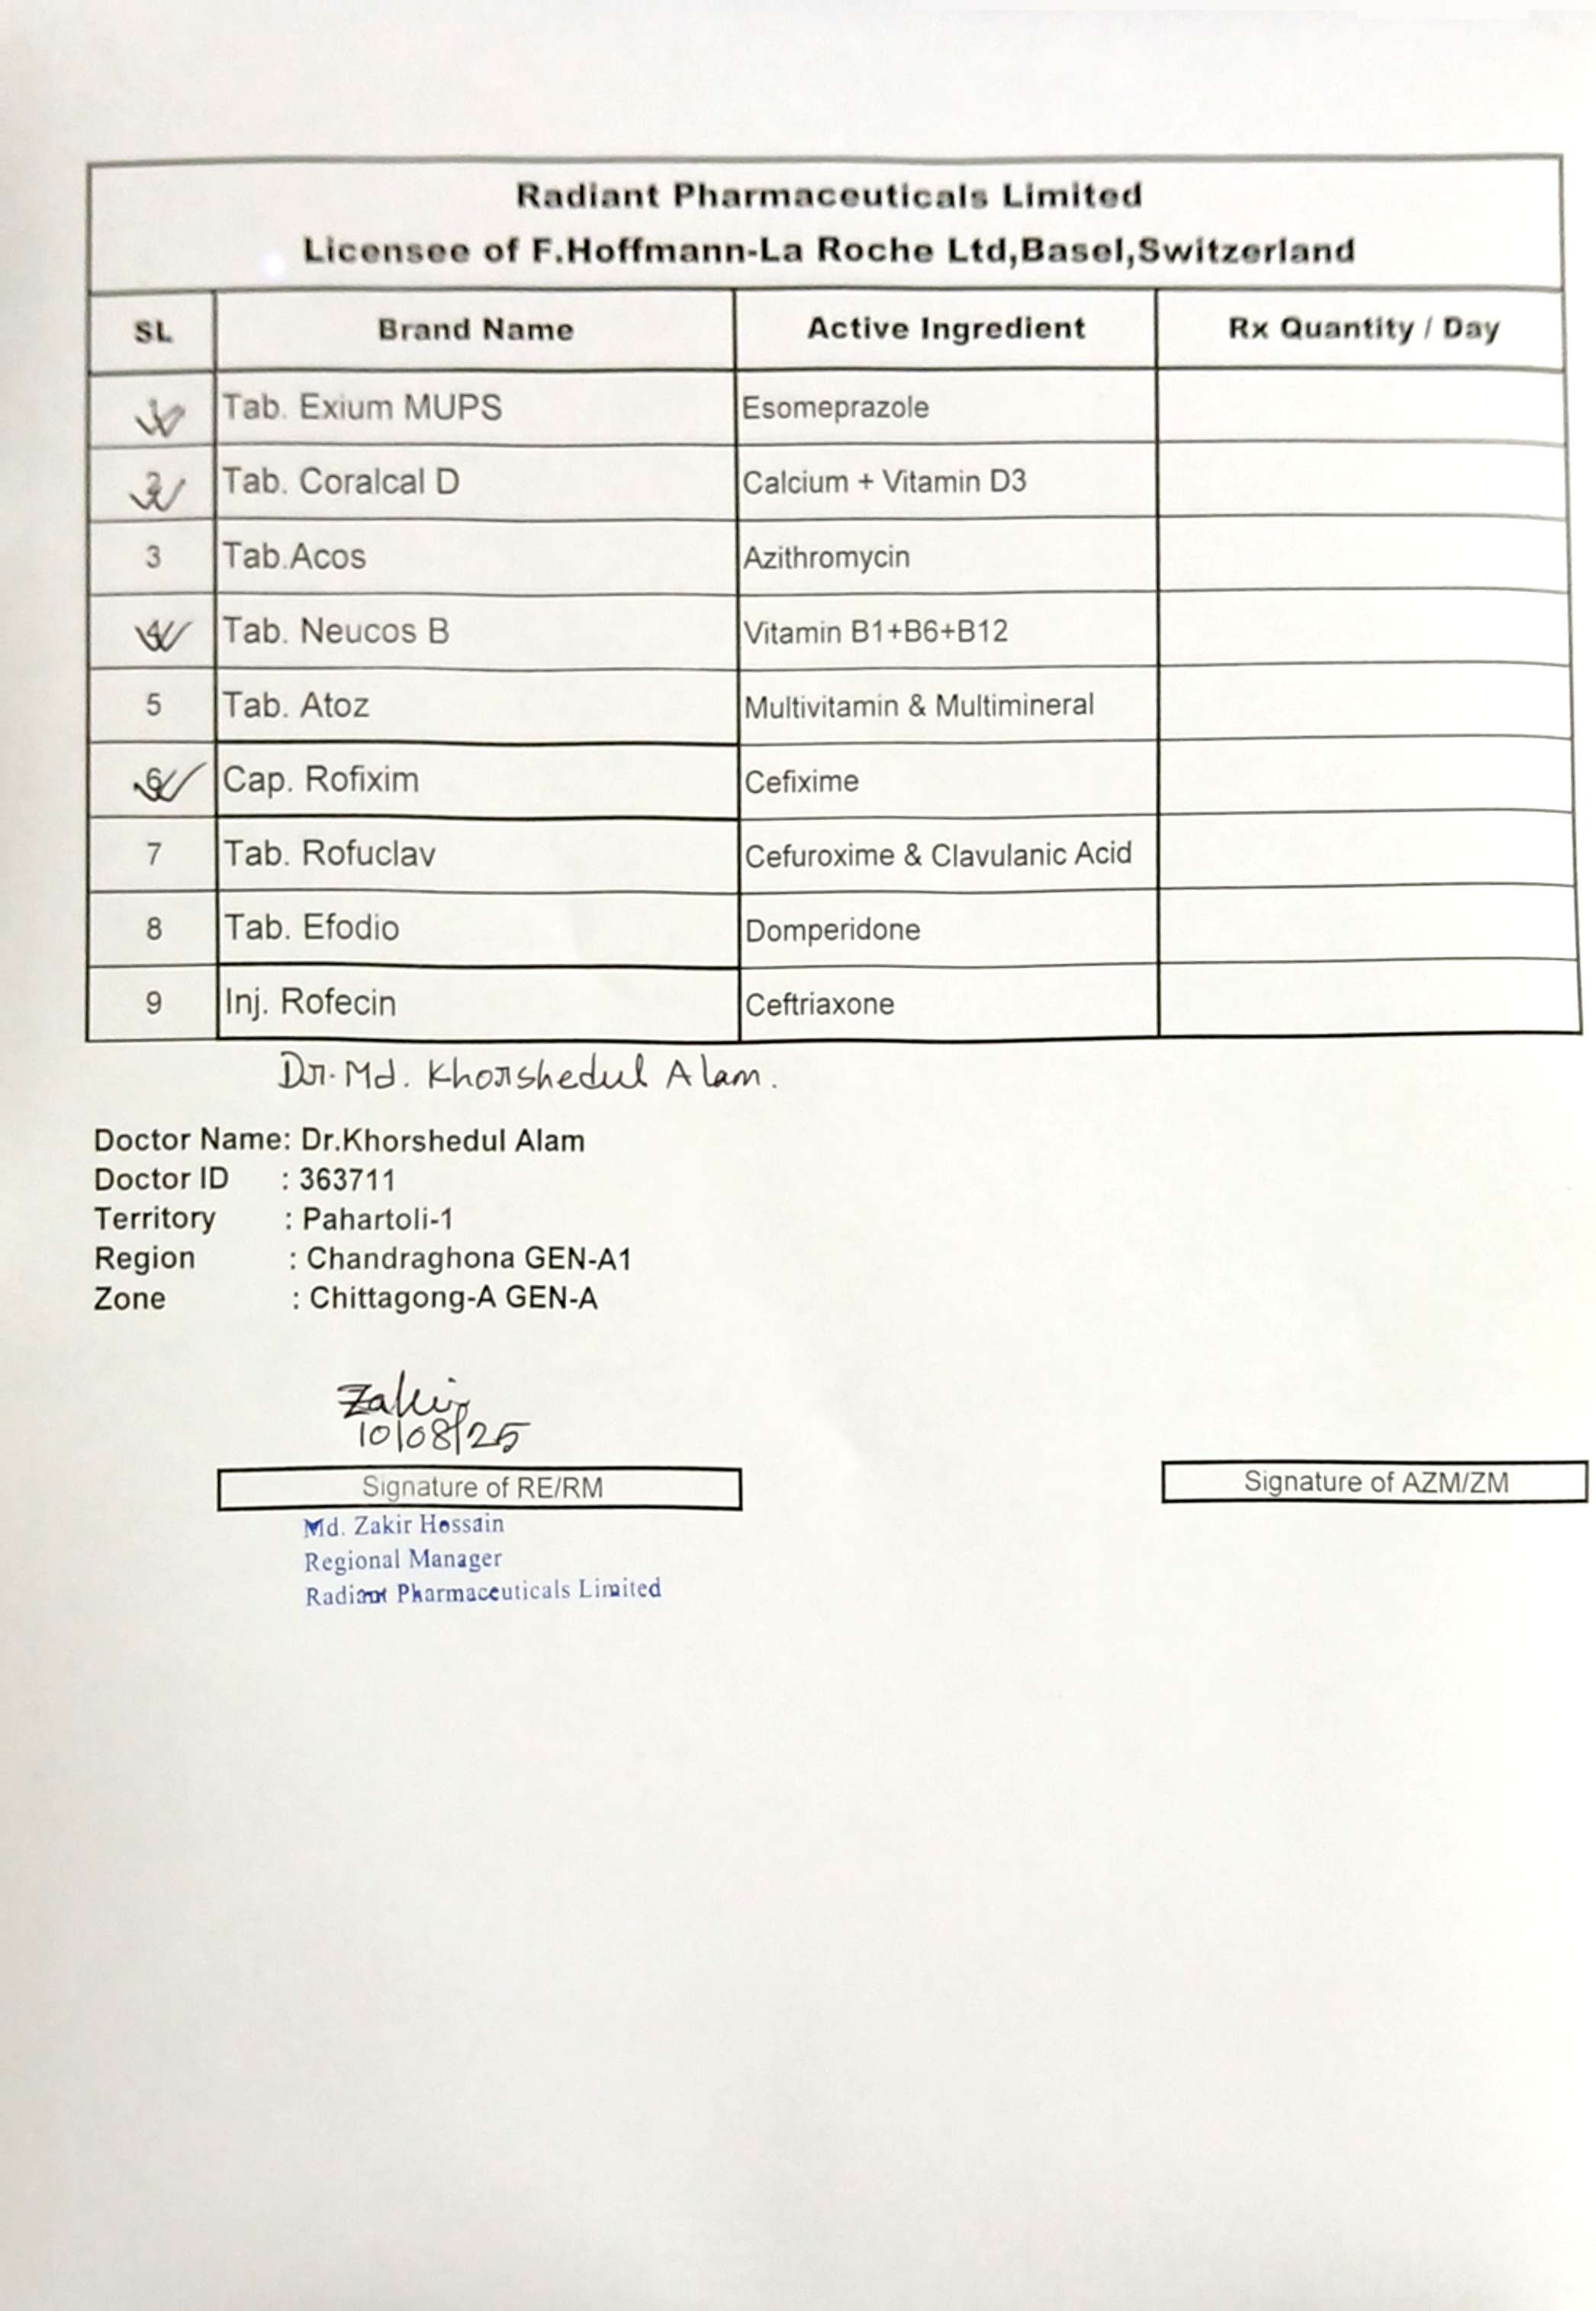 Radiant Pharmaceuticals Limited
Licensee of F.Hoffmann-La Roche Ltd,Basel,Switzerland
SL Brand Name Active Ingredient Rx Quantity / Day
1 Tab. Exium MUPS Esomeprazole
2 Tab. Coralcal D Calcium + Vitamin D3
3 Tab.Acos Azithromycin
4 Tab. Neucos B Vitamin B1+B6+B12
5 Tab. Atoz Multivitamin & Multimineral
6 Cap. Rofixim Cefixime
7 Tab. Rofuclav Cefuroxime & Clavulanic Acid
8 Tab. Efodio Domperidone
9 Inj. Rofecin Ceftriaxone
Dr. Md. Khorshedul Alam.
Doctor Name: Dr.Khorshedul Alam
Doctor ID : 363711
Territory : Pahartoli-1
Region : Chandraghona GEN-A1
Zone : Chittagong-A GEN-A
Zakir
10/08/25
Signature of RE/RM Signature of AZM/ZM
Md. Zakir Hossain
Regional Manager
Radiant Pharmaceuticals Limited